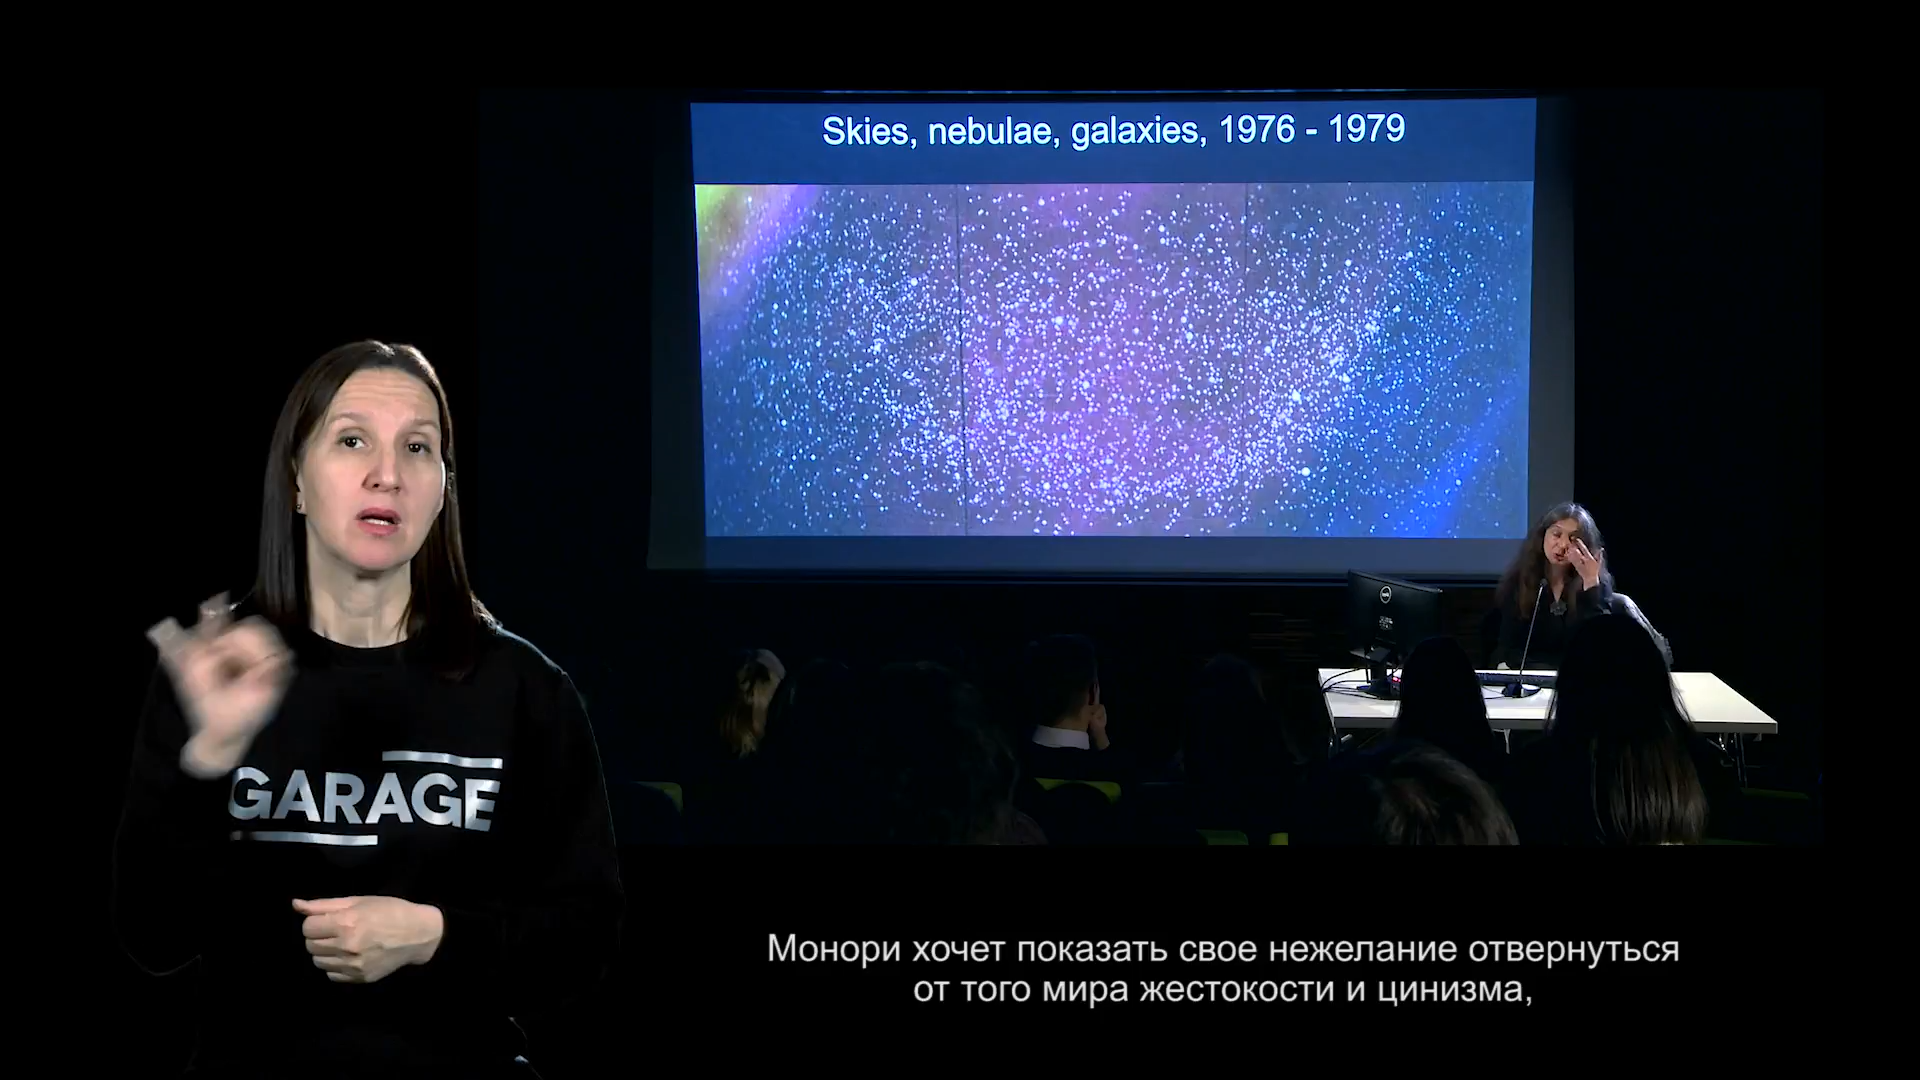 Skies, nebulae, galaxies, 1976 - 1979
GARAGE
Монори хочет показать свое нежелание отвернуться
от того мира жестокости и цинизма,